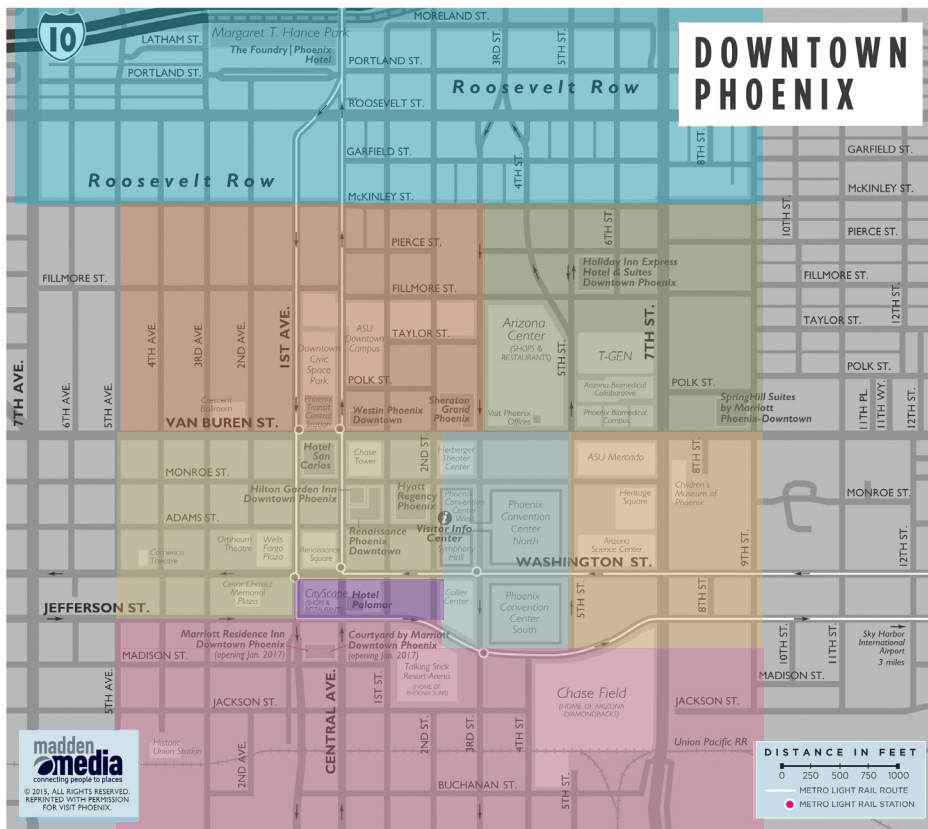 DOWNTOWN
PHOENIX
10
MORELAND ST.
LATHAM ST.
Margaret T. Hance Park
The Foundry | Phoenix
Hotel
3RD ST.
5TH ST.
PORTLAND ST.
PORTLAND ST.
Roosevelt Row
ROOSEVELT ST.
8TH ST.
GARFIELD ST.
GARFIELD ST.
4TH ST.
Roosevelt Row
McKINLEY ST.
McKINLEY ST.
10TH ST.
6TH ST.
PIERCE ST.
PIERCE ST.
Holiday Inn Express
Hotel & Suites
Downtown Phoenix
FILLMORE ST.
FILLMORE ST.
FILLMORE ST.
12TH ST.
4TH AVE.
3RD AVE.
2ND AVE.
1ST AVE.
Arizona
Center
(SHOPS &
RESTAURANTS)
7TH ST.
TAYLOR ST.
TAYLOR ST.
ASU
Downtown
Campus
Downtown
Civic
Space
Park
T-GEN
5TH ST.
POLK ST.
POLK ST.
POLK ST.
7TH AVE.
6TH AVE.
5TH AVE.
Arizona Biomedical
Collaborative
11TH PL.
11TH WY.
12TH ST.
Crescent
Ballroom
Phoenix
Transit
Central
Station
Westin Phoenix
Downtown
Sheraton
Grand
Phoenix
Visit Phoenix
Offices
Phoenix Biomedical
Campus
SpringHill Suites
by Marriott
Phoenix-Downtown
VAN BUREN ST.
Hotel
San
Carlos
Chase
Tower
2ND ST.
Herberger
Theater
Center
ASU Mercado
8TH ST.
MONROE ST.
MONROE ST.
Children's
Museum of
Phoenix
Hilton Garden Inn
Downtown Phoenix
Hyatt
Regency
Phoenix
Phoenix
Convention
Center
West
Phoenix
Convention
Center
North
Heritage
Square
ADAMS ST.
i
Visitor Info
Center
Renaissance
Phoenix
Downtown
Symphony
Hall
Orpheum
Theatre
Wells
Fargo
Plaza
Renaissance
Square
Comerica
Theatre
Arizona
Science Center
9TH ST.
12TH ST.
WASHINGTON ST.
Cesar Chavez
Memorial
Plaza
CityScape
(SHOPS &
RESTAURANTS)
Hotel
Palomar
Collier
Center
Phoenix
Convention
Center
South
5TH ST.
8TH ST.
JEFFERSON ST.
Marriott Residence Inn
Downtown Phoenix
(opening Jan. 2017)
Courtyard by Marriott
Downtown Phoenix
(opening Jan. 2017)
10TH ST.
11TH ST.
Sky Harbor
International
Airport
3 miles
MADISON ST.
MADISON ST.
Talking Stick
Resort Arena
(HOME OF
PHOENIX SUNS)
5TH AVE.
1ST ST.
CENTRAL AVE.
Chase Field
(HOME OF ARIZONA
DIAMONDBACKS)
JACKSON ST.
JACKSON ST.
2ND ST.
3RD ST.
4TH ST.
Historic
Union Station
2ND AVE.
Union Pacific RR
BUCHANAN ST.
5TH ST.
madden
media
connecting people to places
© 2015, ALL RIGHTS RESERVED.
REPRINTED WITH PERMISSION
FOR VISIT PHOENIX.
DISTANCE IN FEET
0 250 500 750 1000
METRO LIGHT RAIL ROUTE
METRO LIGHT RAIL STATION